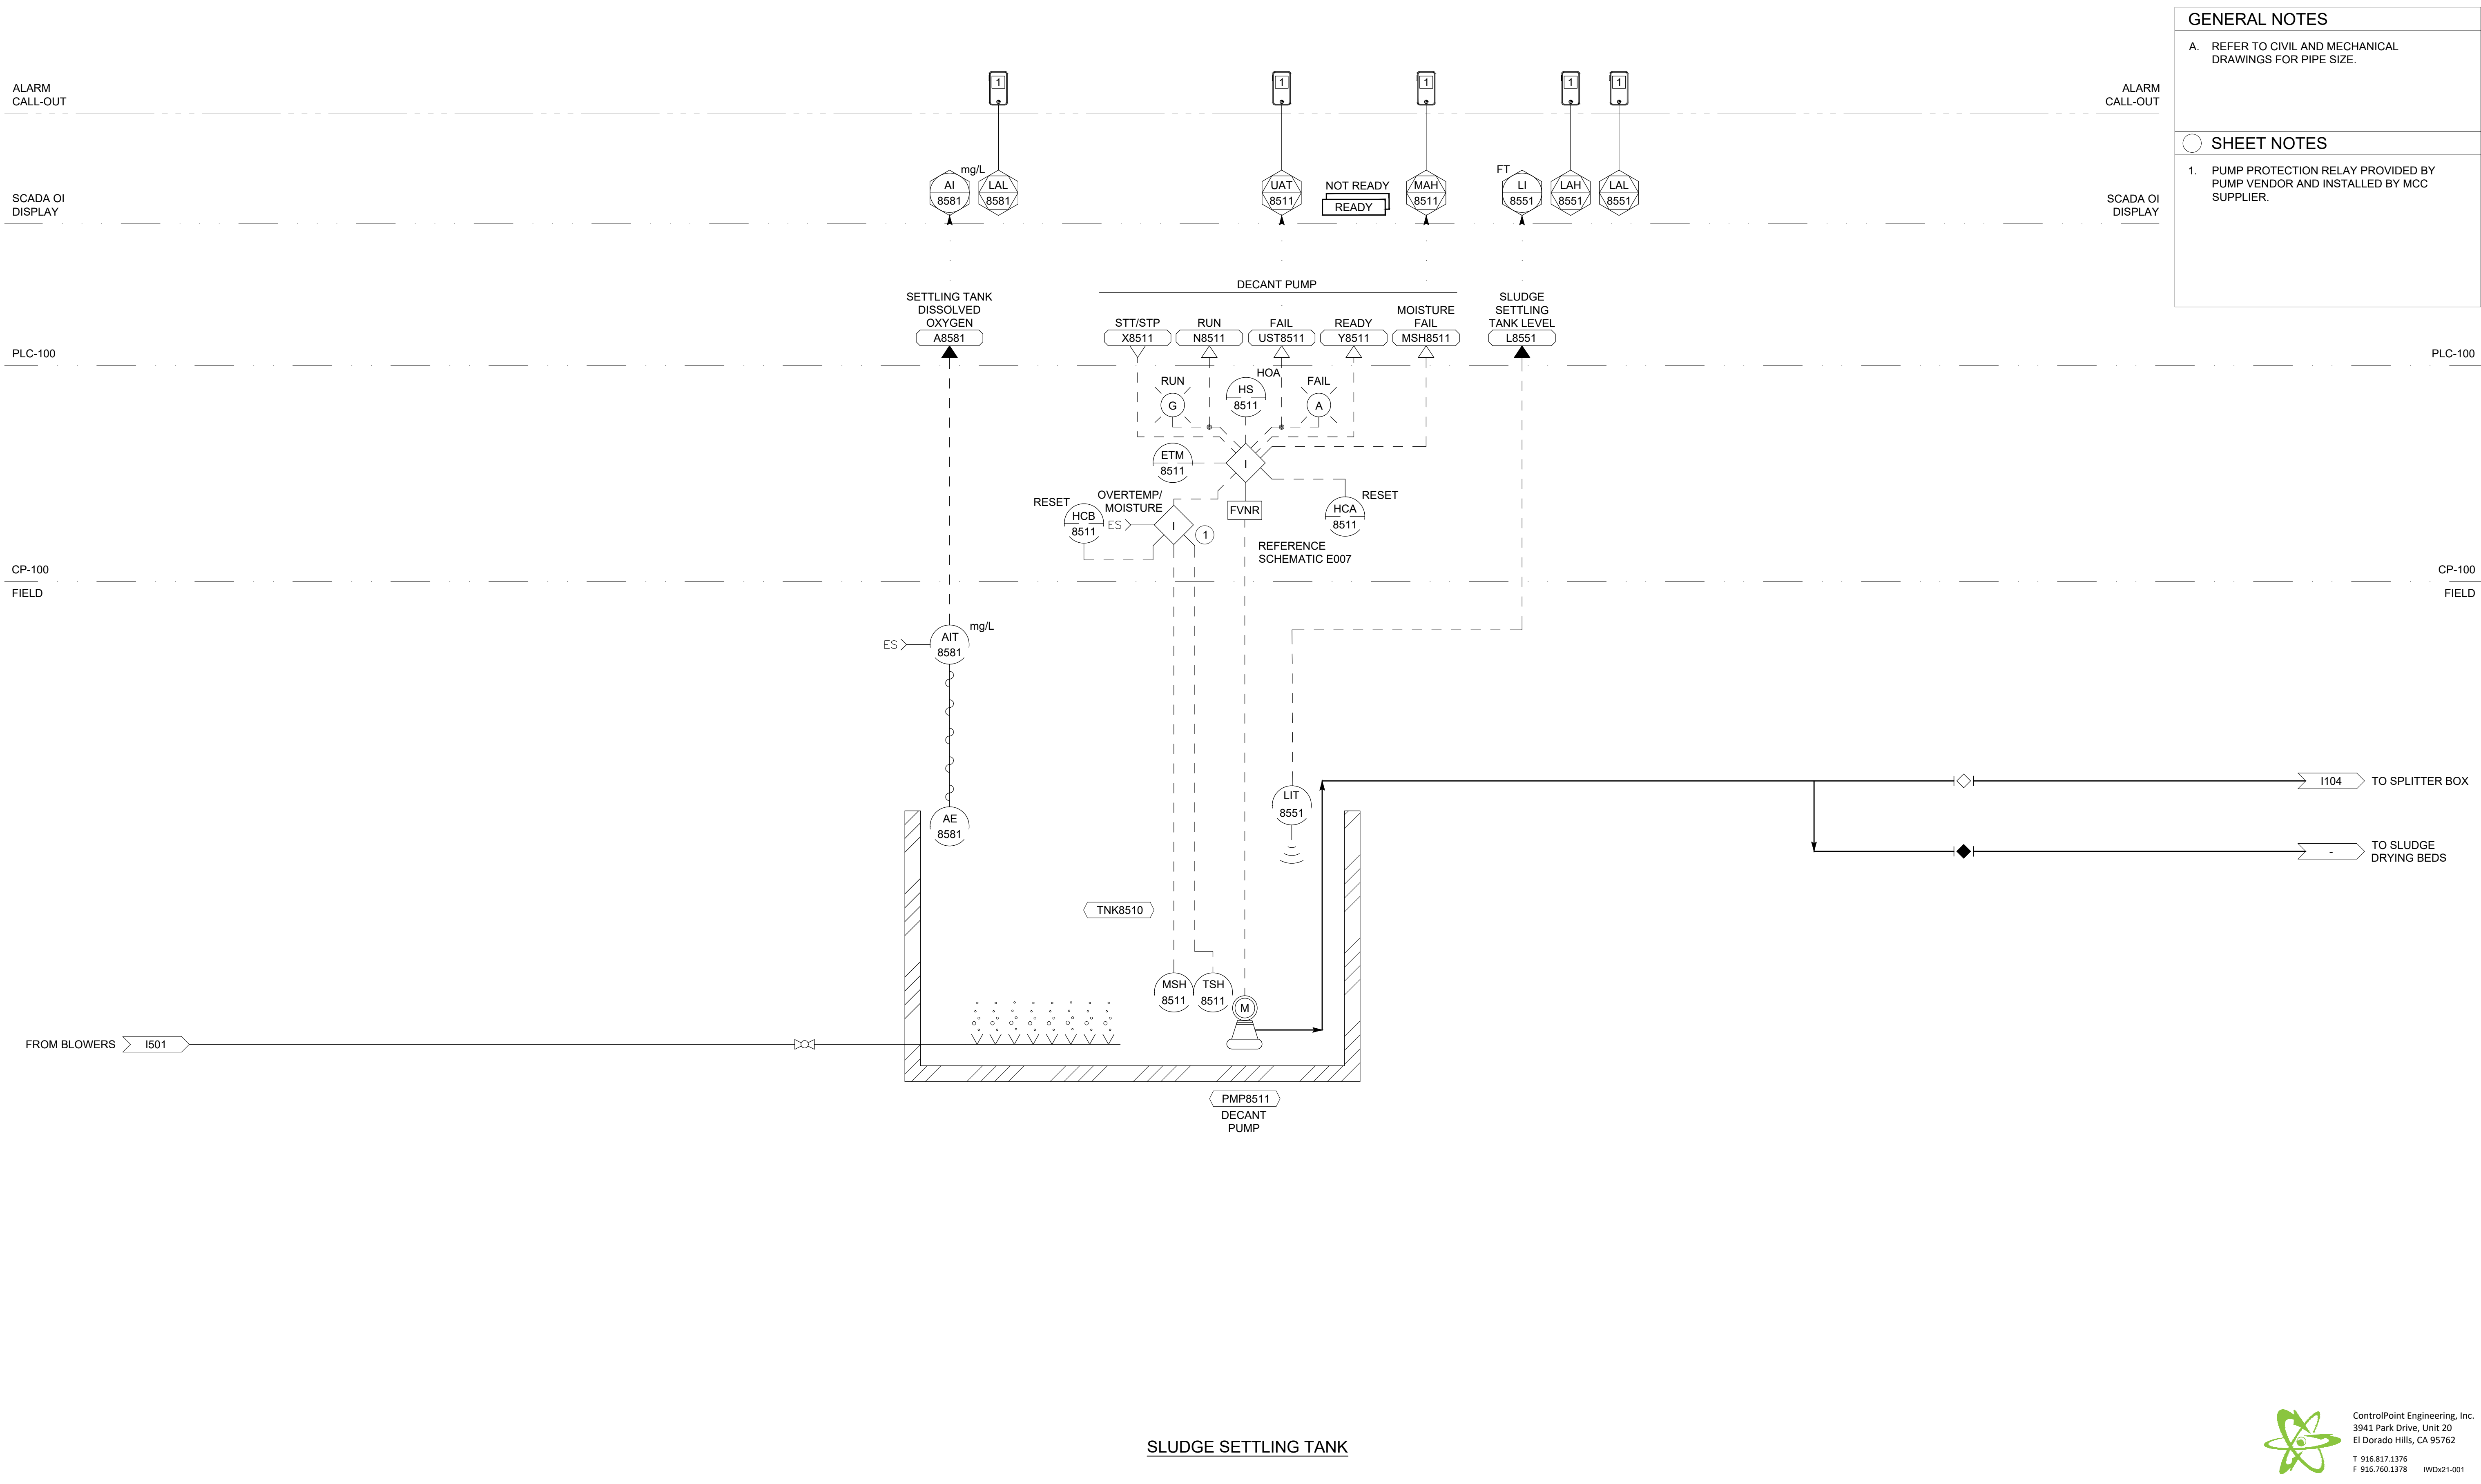 GENERAL NOTES
A. REFER TO CIVIL AND MECHANICAL
DRAWINGS FOR PIPE SIZE.
SHEET NOTES
1. PUMP PROTECTION RELAY PROVIDED BY
PUMP VENDOR AND INSTALLED BY MCC
SUPPLIER.
ALARM
CALL-OUT
1
1
1
1
1
ALARM
CALL-OUT
SCADA OI
DISPLAY
mg/L
AI
8581
LAL
8581
UAT
8511
NOT READY
READY
MAH
8511
FT
LI
8551
LAH
8551
LAL
8551
SCADA OI
DISPLAY
DECANT PUMP
SETTLING TANK
DISSOLVED
OXYGEN
A8581
STT/STP
X8511
RUN
N8511
FAIL
UST8511
READY
Y8511
MOISTURE
FAIL
MSH8511
SLUDGE
SETTLING
TANK LEVEL
L8551
PLC-100
PLC-100
RUN
G
HOA
HS
8511
FAIL
A
ETM
8511
I
RESET
HCB
8511
OVERTEMP/
MOISTURE
ES
I
1
FVNR
RESET
HCA
8511
REFERENCE
SCHEMATIC E007
CP-100
FIELD
CP-100
FIELD
ES
AIT
8581
mg/L
AE
8581
LIT
8551
I104
TO SPLITTER BOX
-
TO SLUDGE
DRYING BEDS
TNK8510
MSH
8511
TSH
8511
M
FROM BLOWERS
I501
PMP8511
DECANT
PUMP
SLUDGE SETTLING TANK
ControlPoint Engineering, Inc.
3941 Park Drive, Unit 20
El Dorado Hills, CA 95762
T 916.817.1376
F 916.760.1378
IWDx21-001